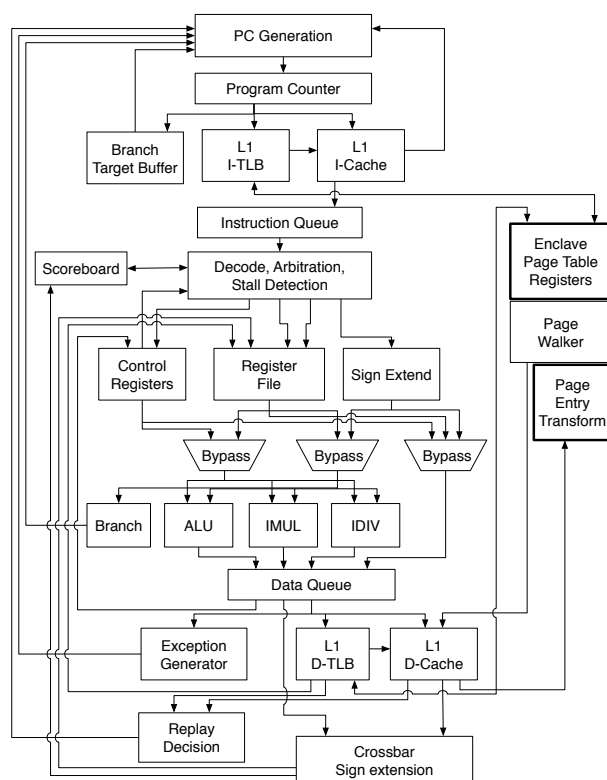 PC Generation
Program Counter
Branch
Target Buffer
L1
I-TLB
L1
I-Cache
Instruction Queue
Enclave
Page Table
Registers
Scoreboard
Decode, Arbitration,
Stall Detection
Page
Walker
Control
Registers
Register
File
Sign Extend
Page
Entry
Transform
Bypass
Bypass
Bypass
Branch
ALU
IMUL
IDIV
Data Queue
Exception
Generator
L1
D-TLB
L1
D-Cache
Replay
Decision
Crossbar
Sign extension